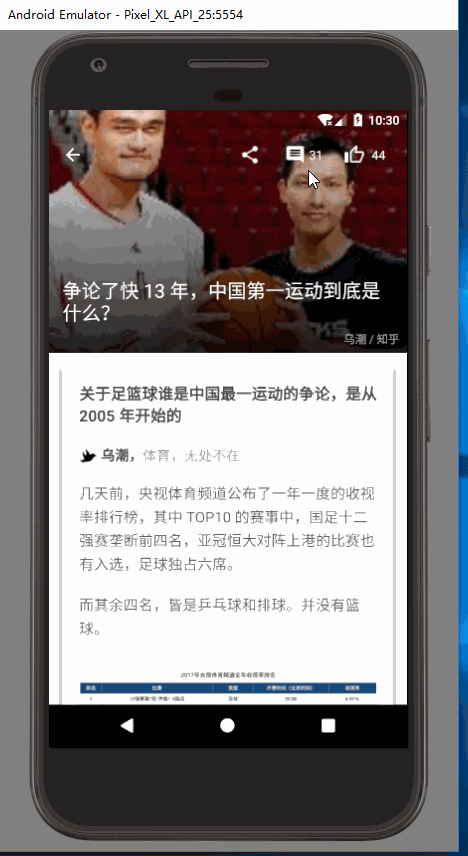 Android Emulator - Pixel_XL_API_25:5554
10:30
31
44
争论了快 13 年，中国第一运动到底是
什么？
乌潮 / 知乎
关于足篮球谁是中国最一运动的争论，是从
2005 年开始的
乌潮，体育，无处不在
几天前，央视体育频道公布了一年一度的收视
率排行榜，其中 TOP10 的赛事中，国足十二
强赛垄断前四名，亚冠恒大对阵上港的比赛也
有入选，足球独占六席。
而其余四名，皆是乒乓球和排球。并没有篮
球。
2017年央视体育频道全年收视率排名
排名 比赛 类型
1